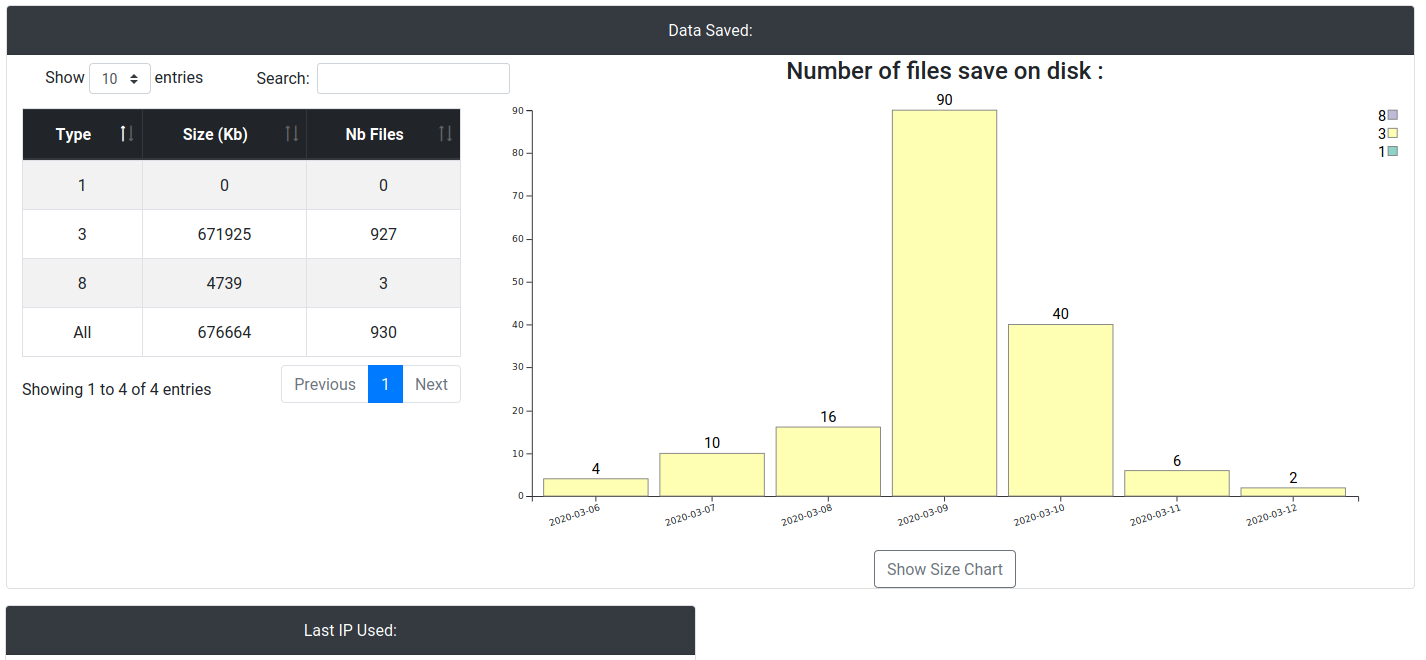 Data Saved:
Show 10 entries Search:
Type Size (Kb) Nb Files
1 0 0
3 671925 927
8 4739 3
All 676664 930
Showing 1 to 4 of 4 entries
Previous 1 Next
Number of files save on disk :
90
80
70
60
50
40
30
20
10
0
4
10
16
90
40
6
2
2020-03-06
2020-03-07
2020-03-08
2020-03-09
2020-03-10
2020-03-11
2020-03-12
8
3
1
Show Size Chart
Last IP Used: